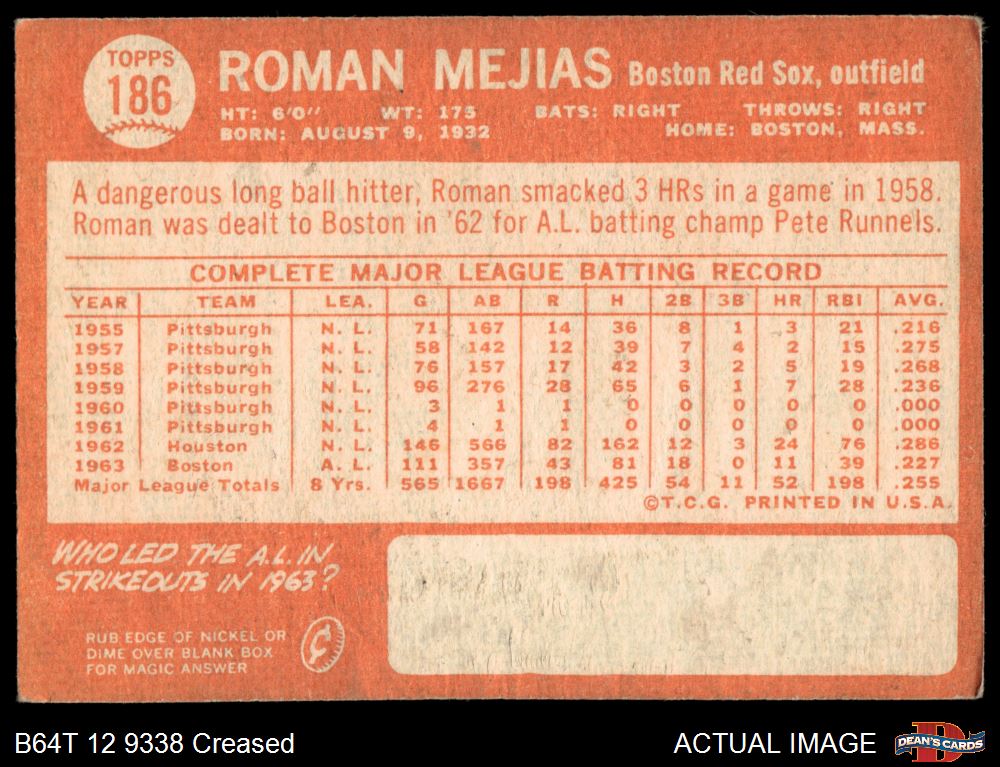 TOPPS
186
ROMAN MEJIAS Boston Red Sox, outfield
HT: 6'0" WT: 175 BATS: RIGHT THROWS: RIGHT
BORN: AUGUST 9, 1932 HOME: BOSTON, MASS.
A dangerous long ball hitter, Roman smacked 3 HRs in a game in 1958.
Roman was dealt to Boston in '62 for A.L. batting champ Pete Runnels.
COMPLETE MAJOR LEAGUE BATTING RECORD
YEAR TEAM LEA. G AB R H 2B 3B HR RBI AVG.
1955 Pittsburgh N. L. 71 167 14 36 8 1 3 21 .216
1957 Pittsburgh N. L. 58 142 12 39 7 4 2 15 .275
1958 Pittsburgh N. L. 76 157 17 42 3 2 5 19 .268
1959 Pittsburgh N. L. 96 276 28 65 6 1 7 28 .236
1960 Pittsburgh N. L. 3 1 1 0 0 0 0 0 .000
1961 Pittsburgh N. L. 4 1 1 0 0 0 0 0 .000
1962 Houston N. L. 146 566 82 162 12 3 24 76 .286
1963 Boston A. L. 111 357 43 81 18 0 11 39 .227
Major League Totals 8 Yrs. 565 1667 198 425 54 11 52 198 .255
©T.C.G. PRINTED IN U.S.A.
WHO LED THE A.L. IN
STRIKEOUTS IN 1963?
RUB EDGE OF NICKEL OR
DIME OVER BLANK BOX
FOR MAGIC ANSWER
B64T 12 9338 Creased
ACTUAL IMAGE
DEAN'S CARDS